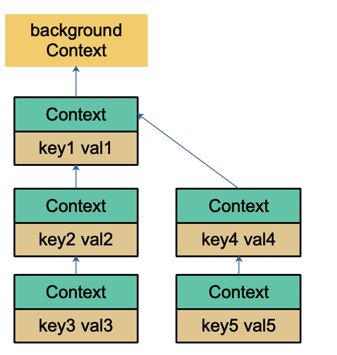 background
Context
Context
key1 val1
Context
key2 val2
Context
key4 val4
Context
key3 val3
Context
key5 val5